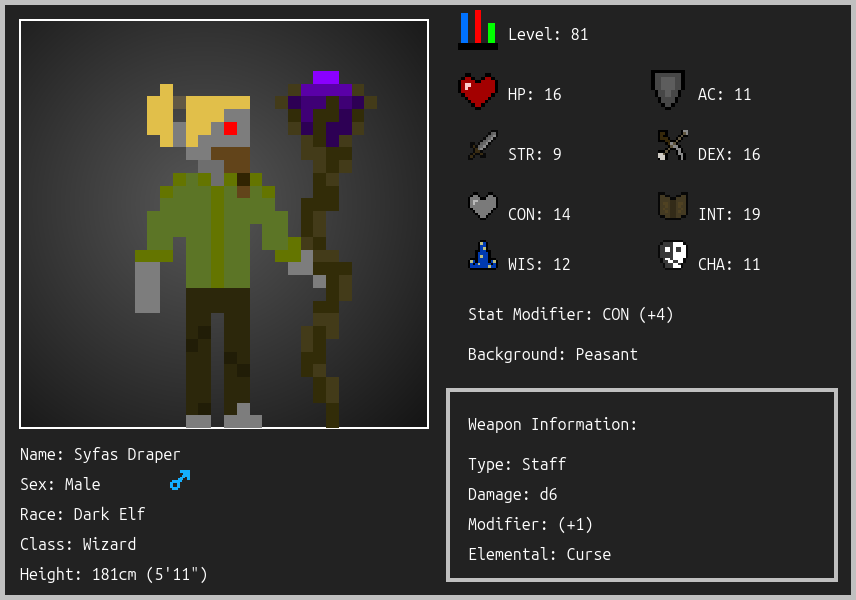 Level: 81
HP: 16
AC: 11
STR: 9
DEX: 16
CON: 14
INT: 19
WIS: 12
CHA: 11
Stat Modifier: CON (+4)
Background: Peasant
Weapon Information:
Type: Staff
Damage: d6
Modifier: (+1)
Elemental: Curse
Name: Syfas Draper
Sex: Male
Race: Dark Elf
Class: Wizard
Height: 181cm (5'11")